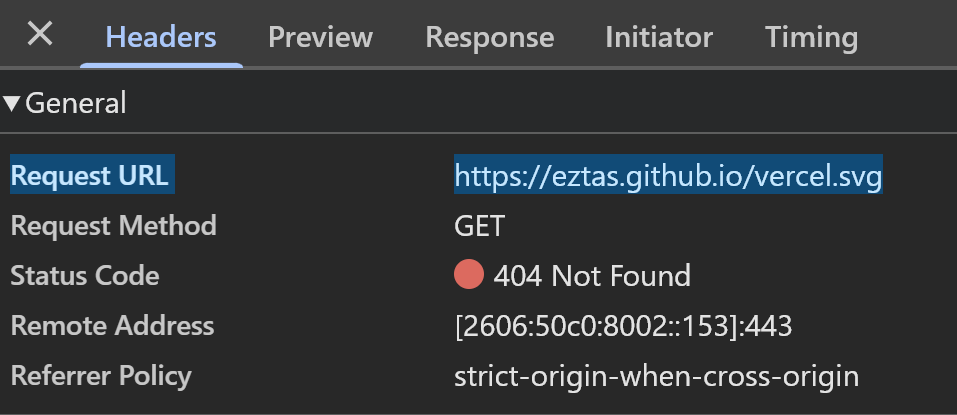 Headers Preview Response Initiator Timing
General
Request URL https://eztas.github.io/vercel.svg
Request Method GET
Status Code 404 Not Found
Remote Address [2606:50c0:8002::153]:443
Referrer Policy strict-origin-when-cross-origin